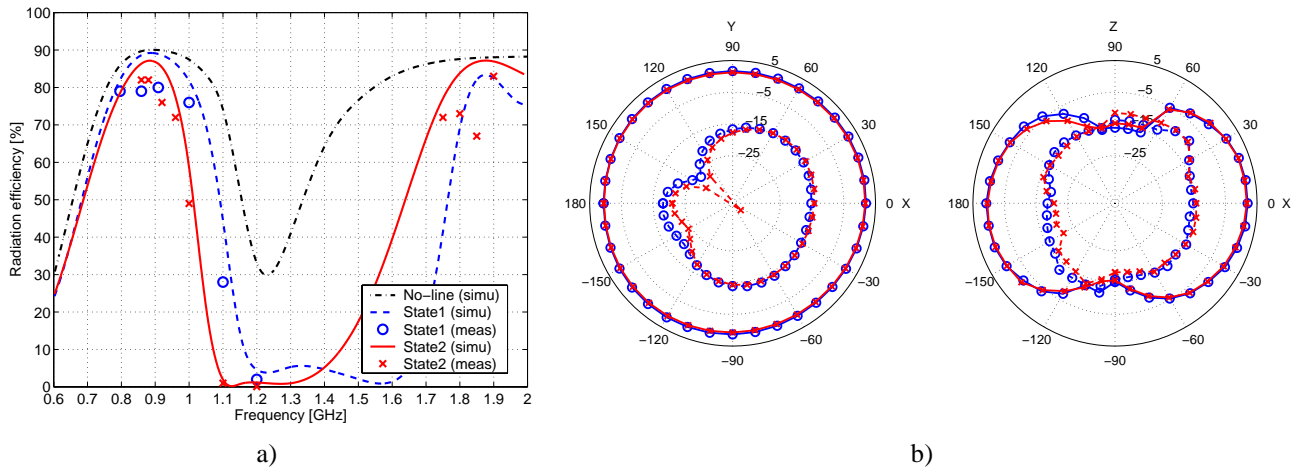 100
90
80
70
60
50
40
30
20
10
0
Radiation efficiency [%]
0.6 0.7 0.8 0.9 1 1.1 1.2 1.3 1.4 1.5 1.6 1.7 1.8 1.9 2
Frequency [GHz]
No-line (simu)
State1 (simu)
State1 (meas)
State2 (simu)
State2 (meas)
a)
Y
90
120 60
150 30
180 0 X
−150 −30
−120 −60
−90
5
−5
−15
−25
Z
90
120 60
150 30
180 0 X
−150 −30
−120 −60
−90
5
−5
−25
b)